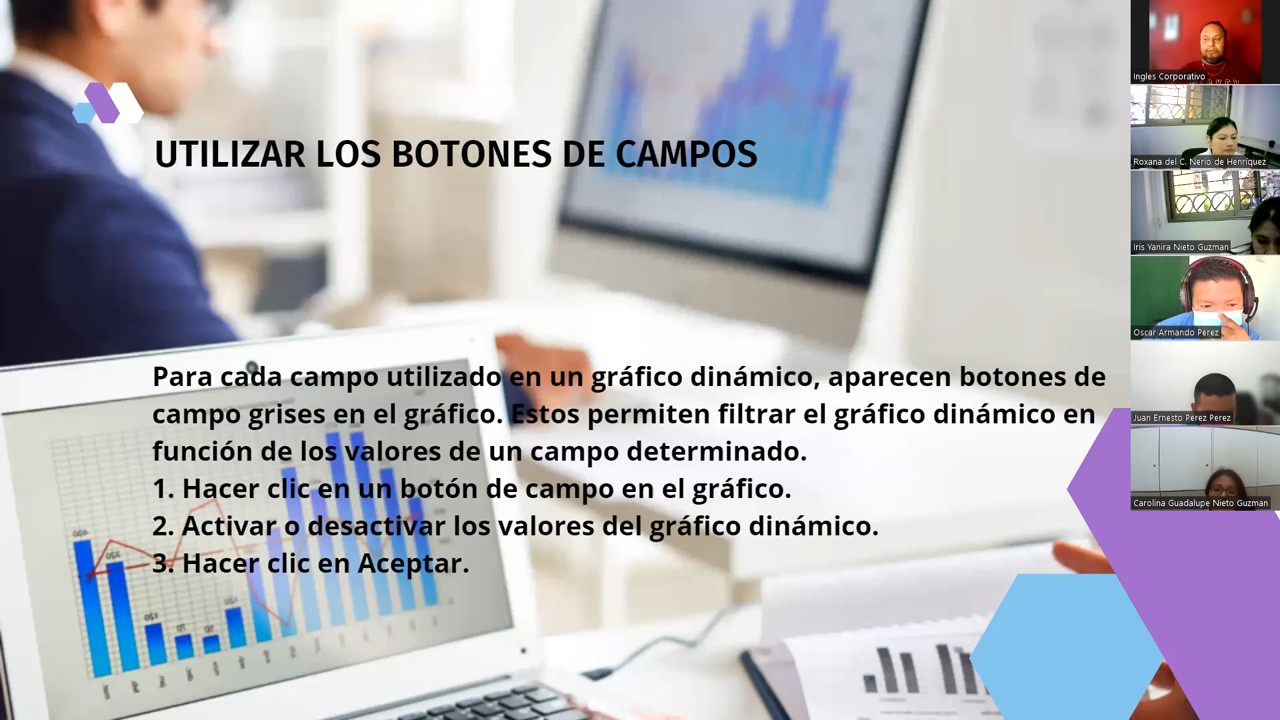 UTILIZAR LOS BOTONES DE CAMPOS
Para cada campo utilizado en un gráfico dinámico, aparecen botones de
campo grises en el gráfico. Estos permiten filtrar el gráfico dinámico en
función de los valores de un campo determinado.
1. Hacer clic en un botón de campo en el gráfico.
2. Activar o desactivar los valores del gráfico dinámico.
3. Hacer clic en Aceptar.
Ingles Corporativo
Roxana del C. Nerio de Henríquez
Iris Yanira Nieto Guzman
Oscar Armando Perez
Juan Ernesto Perez Perez
Carolina Guadalupe Nieto Guzman